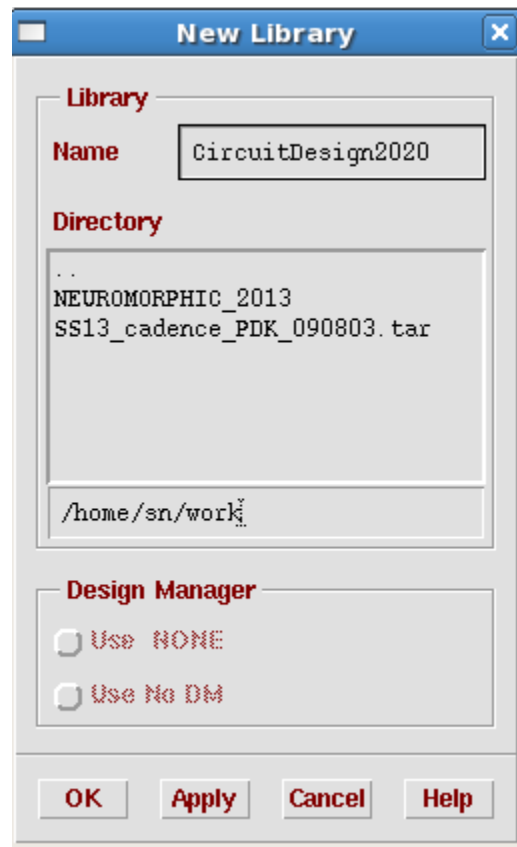 New Library
Library
Name CircuitDesign2020
Directory
..
NEUROMORPHIC_2013
SS13_cadence_PDK_090803.tar
/home/sn/work
Design Manager
Use NONE
Use No DM
OK Apply Cancel Help